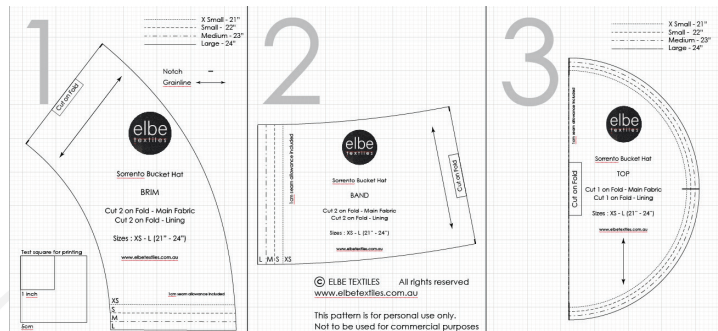 1
X Small - 21"
Small - 22"
Medium - 23"
Large - 24"
Notch
Grainline
Cut on Fold
elbe
textiles
Sorrento Bucket Hat
BRIM
Cut 2 on Fold - Main Fabric
Cut 2 on Fold - Lining
Sizes : XS - L (21" - 24")
www.elbetextiles.com.au
Test square for printing
1 inch
5cm
1cm seam allowance included
XS
S
M
L
2
1cm seam allowance included
elbe
textiles
Cut on Fold
Sorrento Bucket Hat
BAND
Cut 2 on Fold - Main Fabric
Cut 2 on Fold - Lining
Sizes : XS - L (21" - 24")
www.elbetextiles.com.au
L M S XS
© ELBE TEXTILES All rights reserved
www.elbetextiles.com.au
This pattern is for personal use only.
Not to be used for commercial purposes
3
X Small - 21"
Small - 22"
Medium - 23"
Large - 24"
1cm seam allowance included
Cut on Fold
elbe
textiles
Sorrento Bucket Hat
TOP
Cut 1 on Fold - Main Fabric
Cut 1 on Fold - Lining
Sizes : XS - L (21" - 24")
www.elbetextiles.com.au